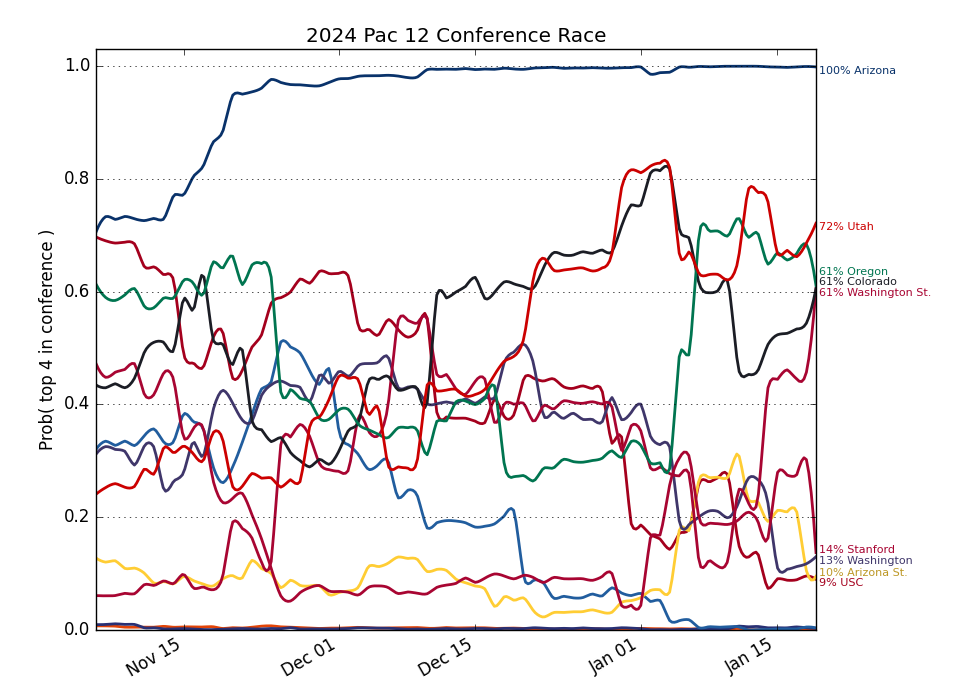 2024 Pac 12 Conference Race
Prob( top 4 in conference )
1.0
0.8
0.6
0.4
0.2
0.0
Nov 15
Dec 01
Dec 15
Jan 01
Jan 15
100% Arizona
72% Utah
61% Oregon
61% Colorado
61% Washington St.
14% Stanford
13% Washington
10% Arizona St.
9% USC